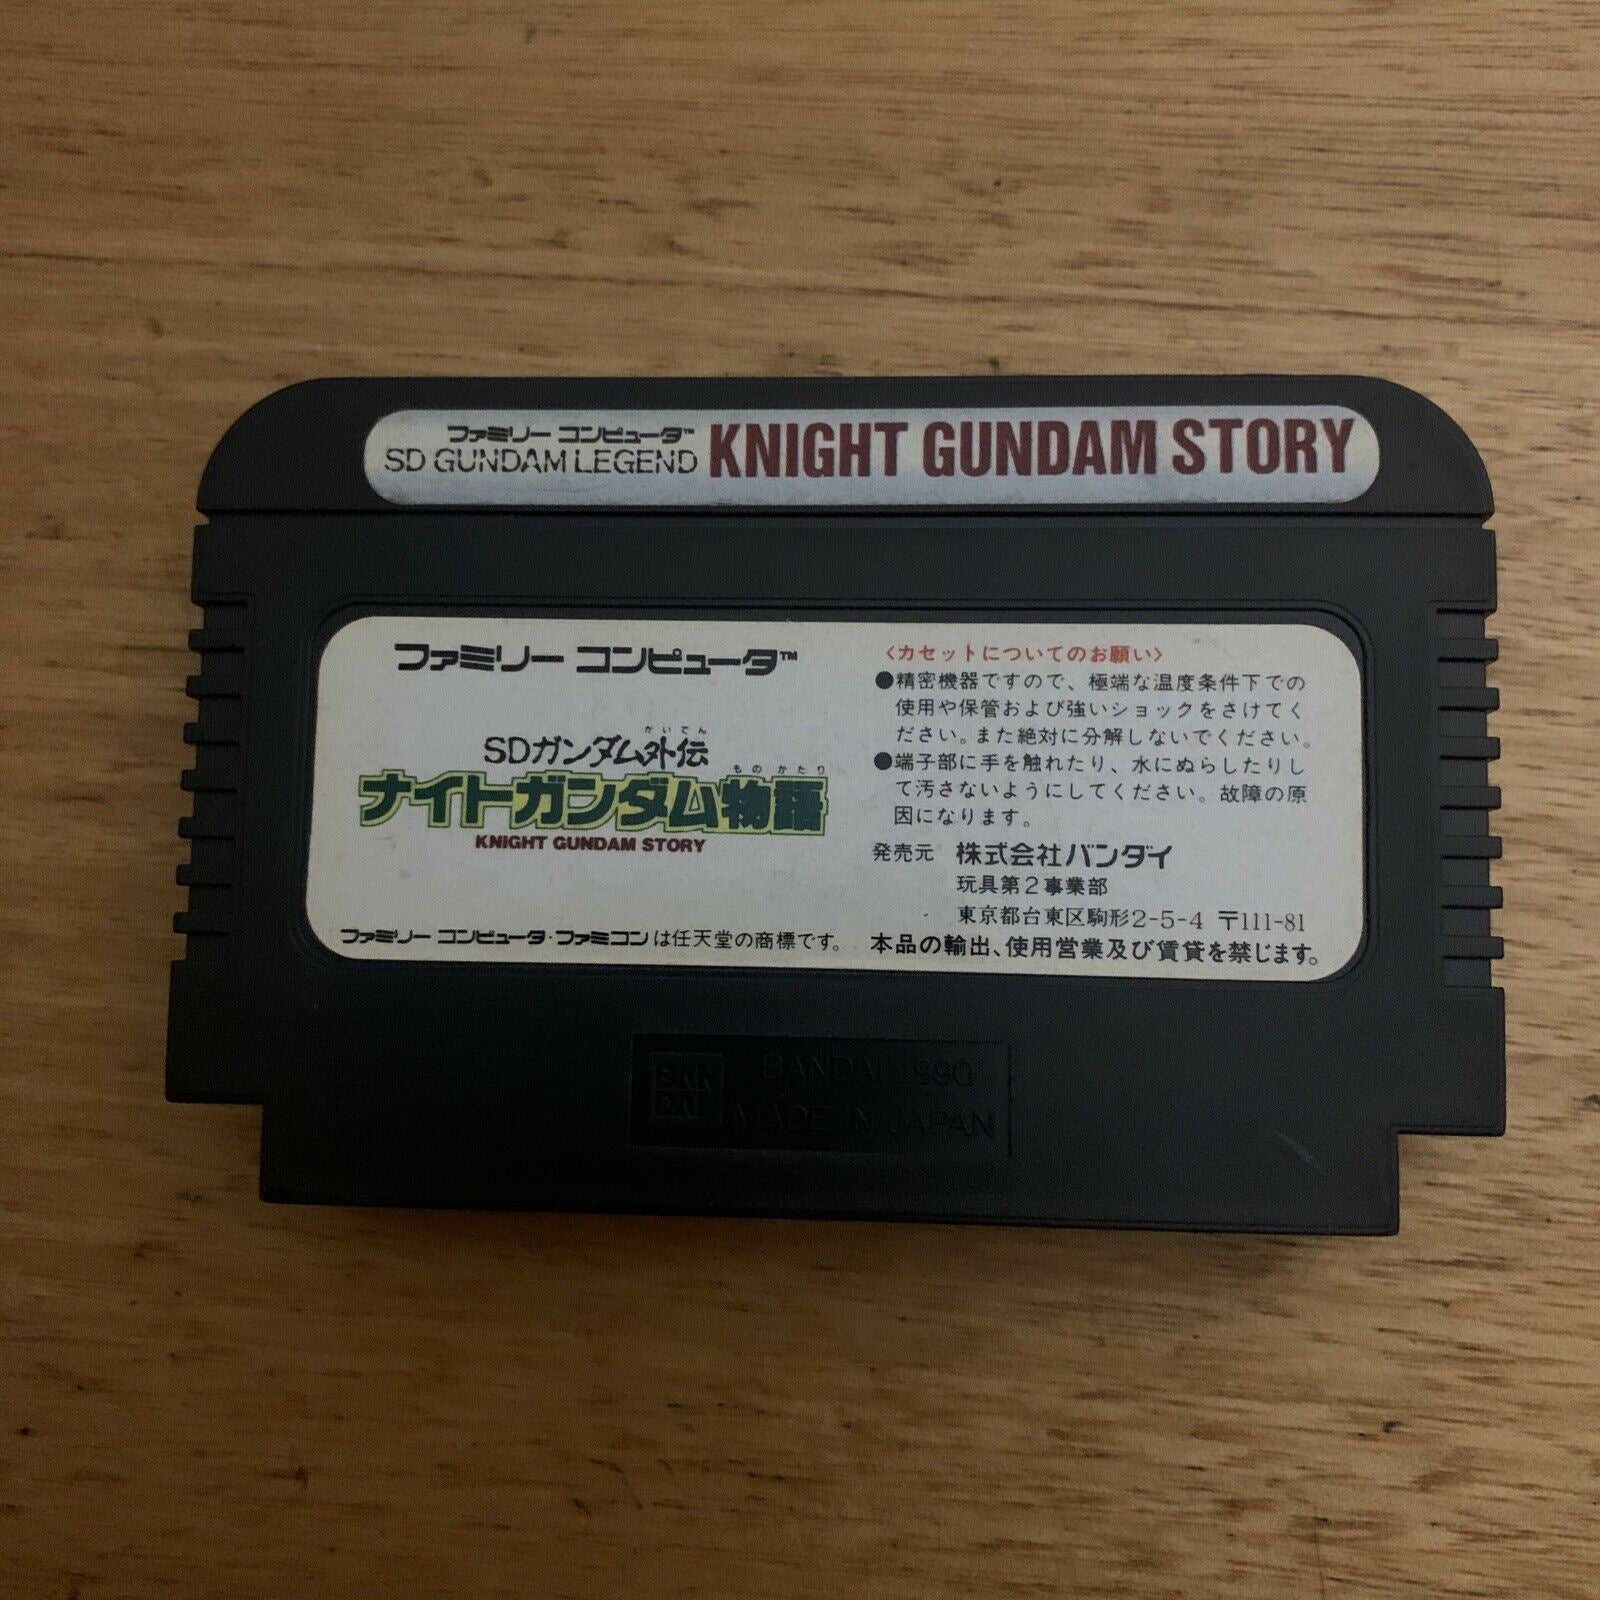 ファミリー コンピュータ™
SD GUNDAM LEGEND KNIGHT GUNDAM STORY
ファミリー コンピュータ™
がいでん
SDガンダム外伝
ものがたり
ナイトガンダム物語
KNIGHT GUNDAM STORY
ファミリー コンピュータ・ファミコンは任天堂の商標です。
〈カセットについてのお願い〉
●精密機器ですので、極端な温度条件下での
使用や保管および強いショックをさけてく
ださい。また絶対に分解しないでください。
●端子部に手を触れたり、水にぬらしたりし
て汚さないようにしてください。故障の原
因になります。
発売元 株式会社バンダイ
玩具第2事業部
東京都台東区駒形2-5-4 〒111-81
本品の輸出、使用営業及び賃貸を禁じます。
BAN
DAI
BANDAI 1990
MADE IN JAPAN